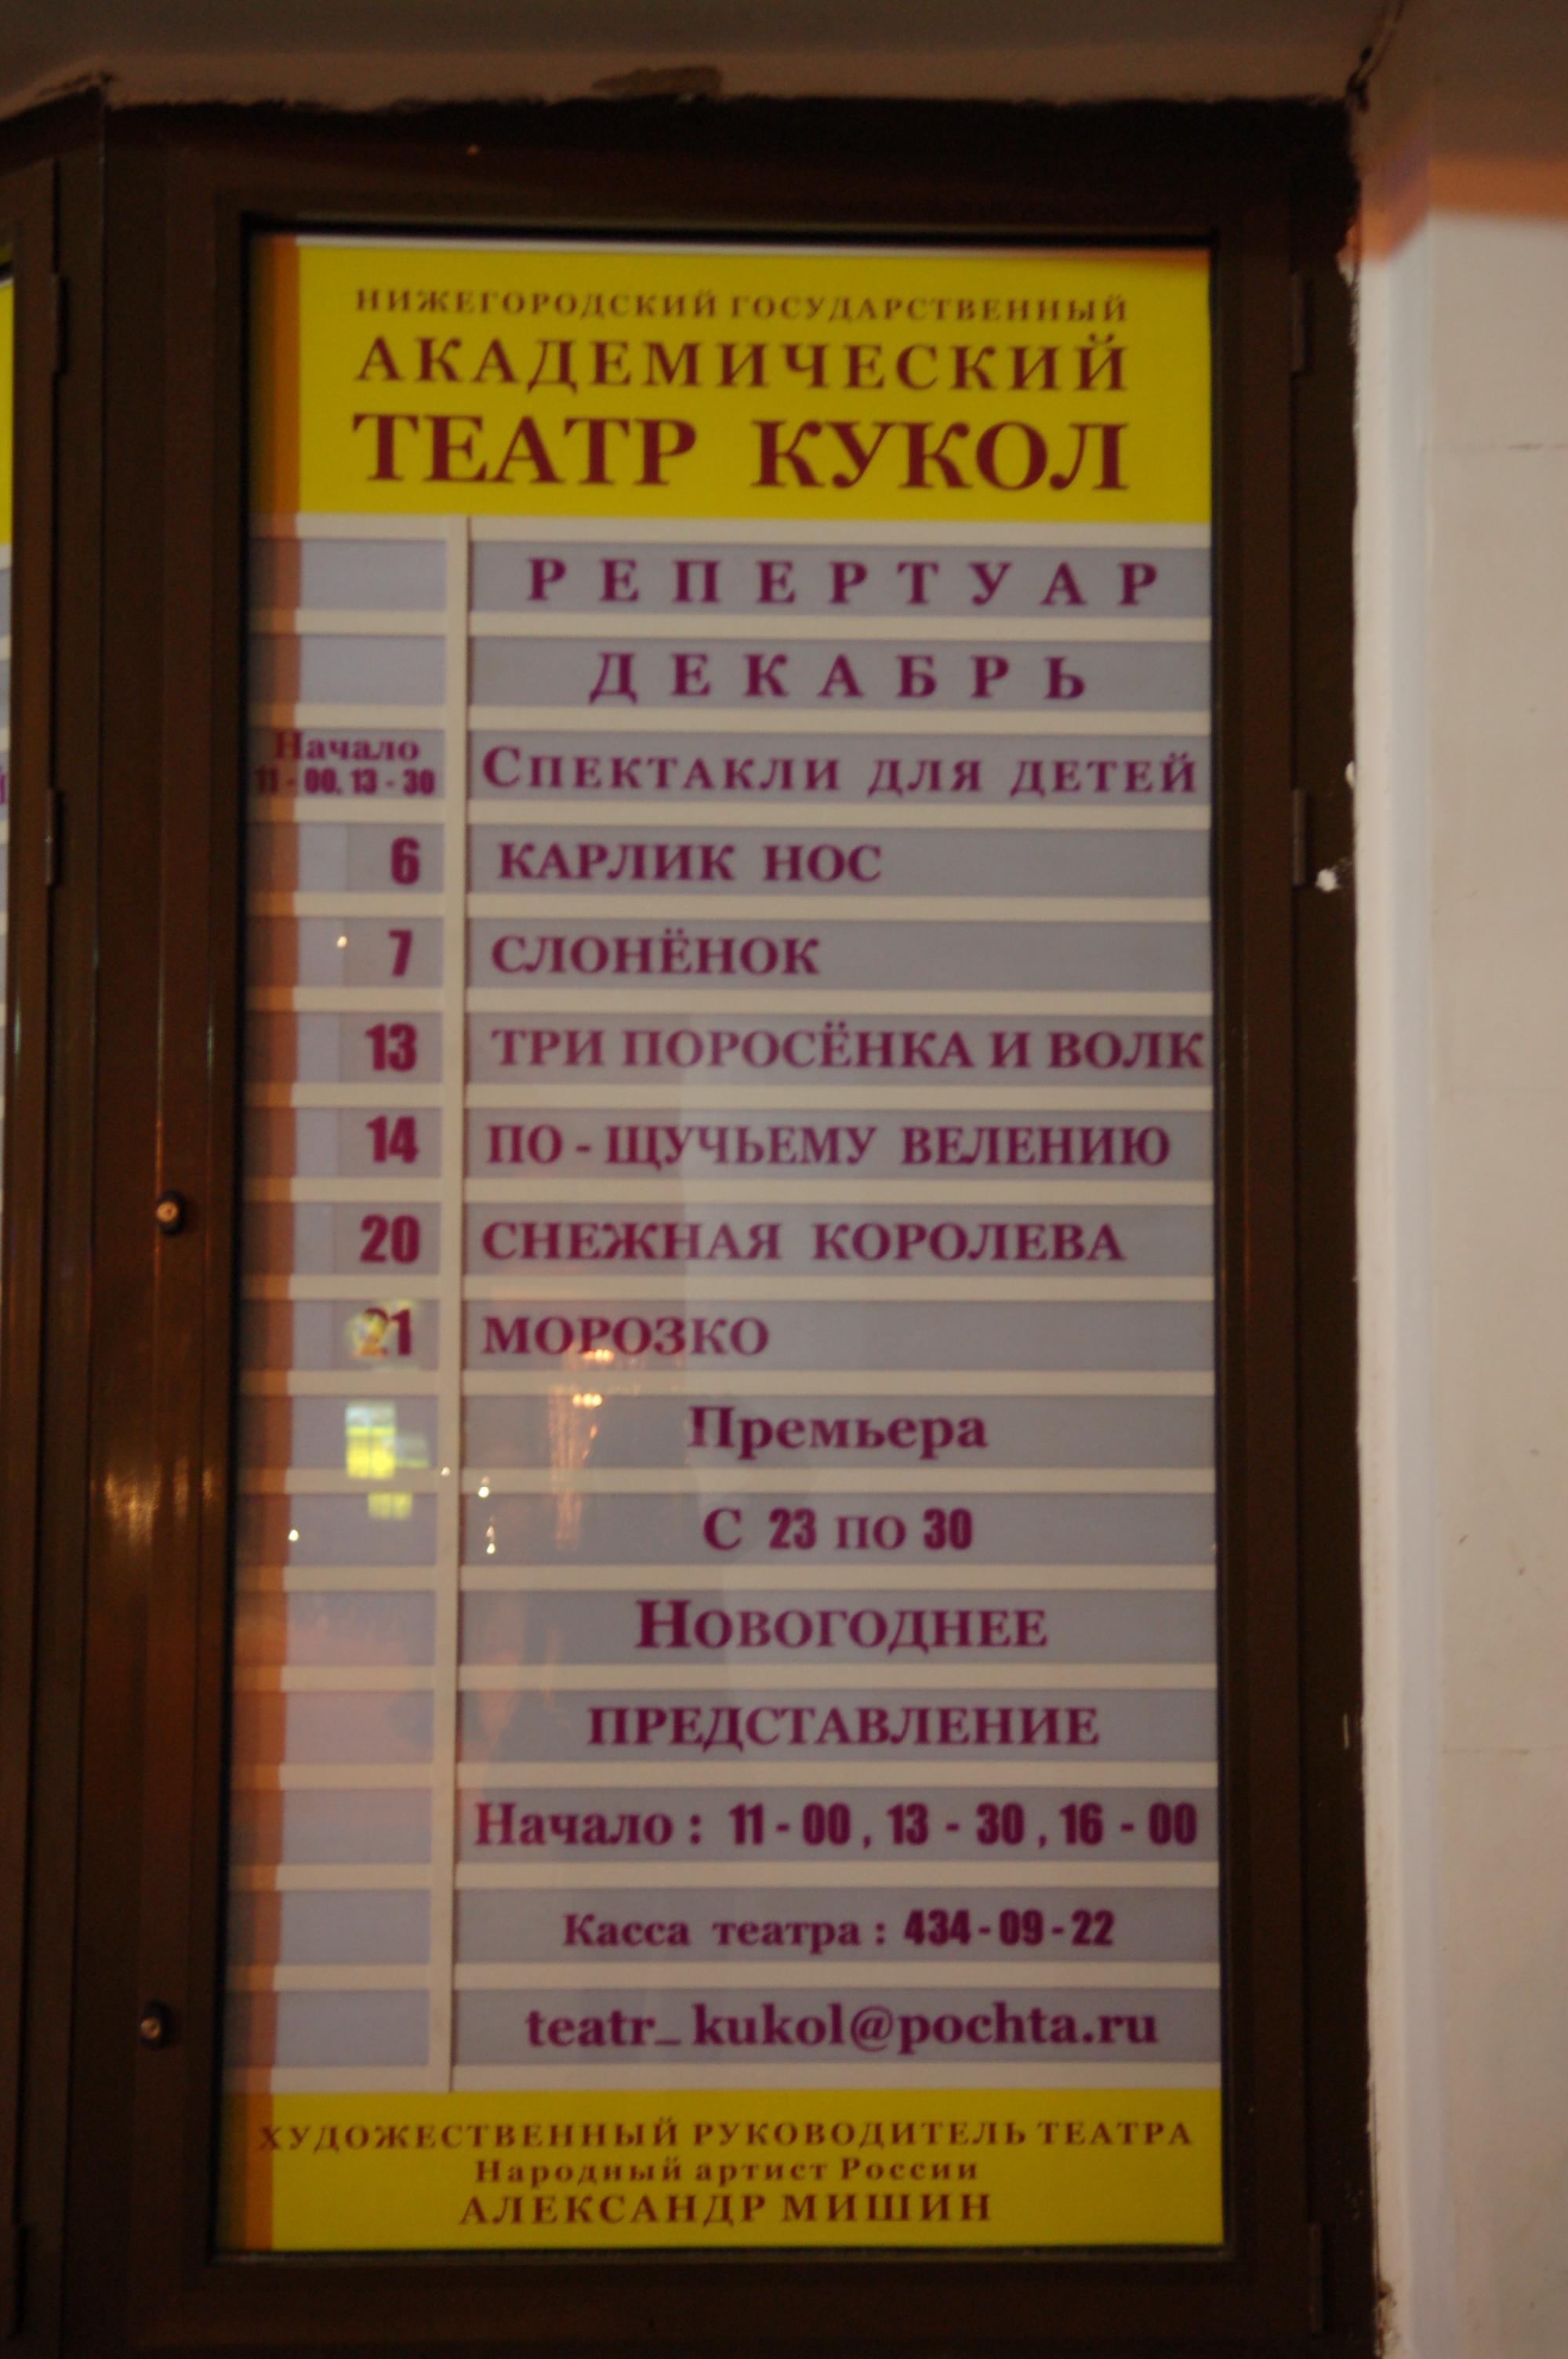 НИЖЕГОРОДСКИЙ ГОСУДАРСТВЕННЫЙ
АКАДЕМИЧЕСКИЙ
ТЕАТР КУКОЛ
РЕПЕРТУАР
ДЕКАБРЬ
Начало
11 - 00, 13 - 30
СПЕКТАКЛИ ДЛЯ ДЕТЕЙ
6 КАРЛИК НОС
7 СЛОНЁНОК
13 ТРИ ПОРОСЁНКА И ВОЛК
14 ПО - ЩУЧЬЕМУ ВЕЛЕНИЮ
20 СНЕЖНАЯ КОРОЛЕВА
21 МОРОЗКО
Премьера
С 23 ПО 30
НОВОГОДНЕЕ
ПРЕДСТАВЛЕНИЕ
Начало : 11 - 00 , 13 - 30 , 16 - 00
Касса театра : 434 - 09 - 22
teatr_kukol@pochta.ru
ХУДОЖЕСТВЕННЫЙ РУКОВОДИТЕЛЬ ТЕАТРА
Народный артист России
АЛЕКСАНДР МИШИН